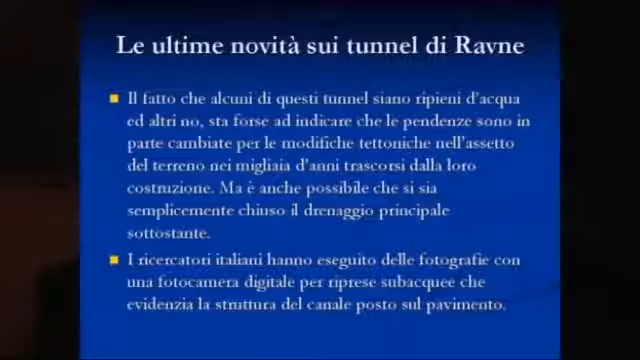 Le ultime novità sui tunnel di Ravne
Il fatto che alcuni di questi tunnel siano ripieni d'acqua
ed altri no, sta forse ad indicare che le pendenze sono in
parte cambiate per le modifiche tettoniche nell'assetto
del terreno nei migliaia d'anni trascorsi dalla loro
costruzione. Ma è anche possibile che si sia
semplicemente chiuso il drenaggio principale
sottostante.
I ricercatori italiani hanno eseguito delle fotografie con
una fotocamera digitale per riprese subacquee che
evidenzia la struttura del canale posto sul pavimento.